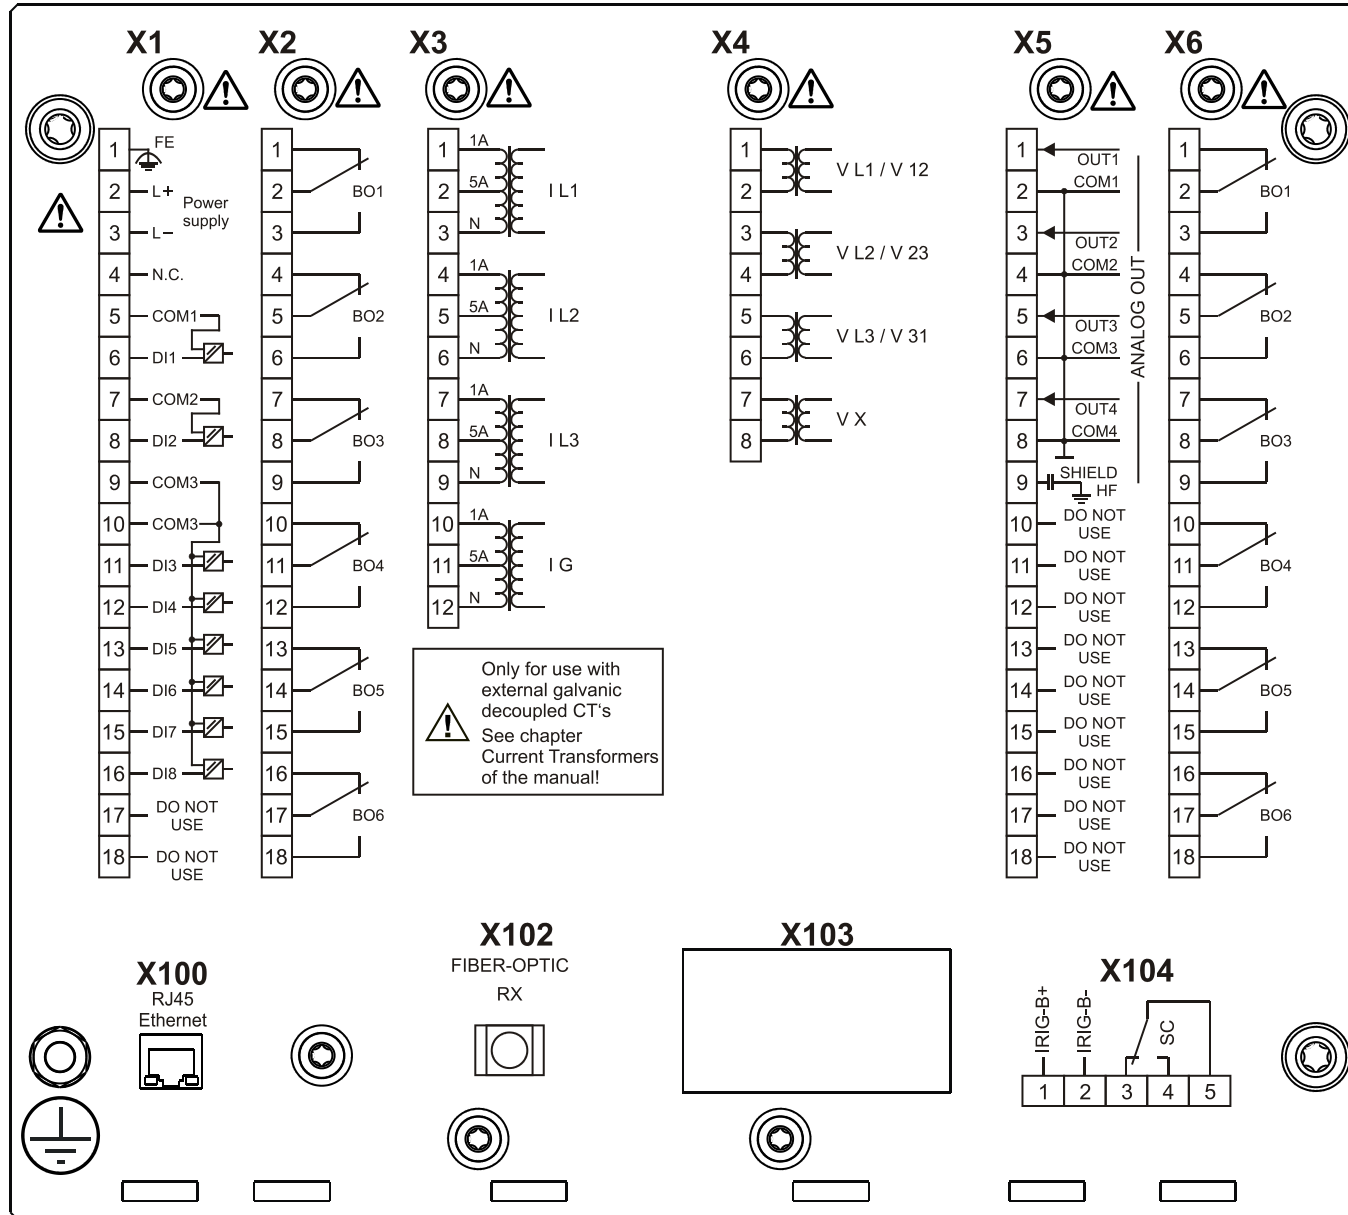 X1
X2
X3
X4
X5
X6
1
FE
2
L+
Power
supply
3
L–
4
N.C.
5
COM1
6
DI1
7
COM2
8
DI2
9
COM3
10
COM3
11
DI3
12
DI4
13
DI5
14
DI6
15
DI7
16
DI8
17
DO NOT
USE
18
DO NOT
USE
1
2
BO1
3
4
5
BO2
6
7
8
BO3
9
10
11
BO4
12
13
14
BO5
15
16
17
BO6
18
1
1A
2
5A
I L1
3
N
4
1A
5
5A
I L2
6
N
7
1A
8
5A
I L3
9
N
10
1A
11
5A
I G
12
N
Only for use with
external galvanic
decoupled CT's
See chapter
Current Transformers
of the manual!
1
V L1 / V 12
2
3
V L2 / V 23
4
5
V L3 / V 31
6
7
V X
8
1
OUT1
2
COM1
3
OUT2
4
COM2
5
OUT3
6
COM3
7
OUT4
8
COM4
ANALOG OUT
9
SHIELD
HF
10
DO NOT
USE
11
DO NOT
USE
12
DO NOT
USE
13
DO NOT
USE
14
DO NOT
USE
15
DO NOT
USE
16
DO NOT
USE
17
DO NOT
USE
18
DO NOT
USE
1
2
BO1
3
4
5
BO2
6
7
8
BO3
9
10
11
BO4
12
13
14
BO5
15
16
17
BO6
18
X100
RJ45
Ethernet
X102
FIBER-OPTIC
RX
X103
X104
IRIG-B+
IRIG-B-
SC
1 2 3 4 5